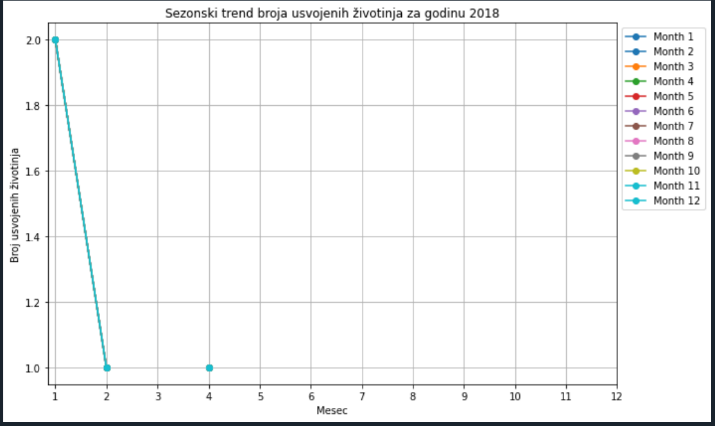 Sezonski trend broja usvojenih životinja za godinu 2018
2.0
1.8
1.6
1.4
1.2
1.0
Broj usvojenih životinja
1 2 3 4 5 6 7 8 9 10 11 12
Mesec
Month 1
Month 2
Month 3
Month 4
Month 5
Month 6
Month 7
Month 8
Month 9
Month 10
Month 11
Month 12